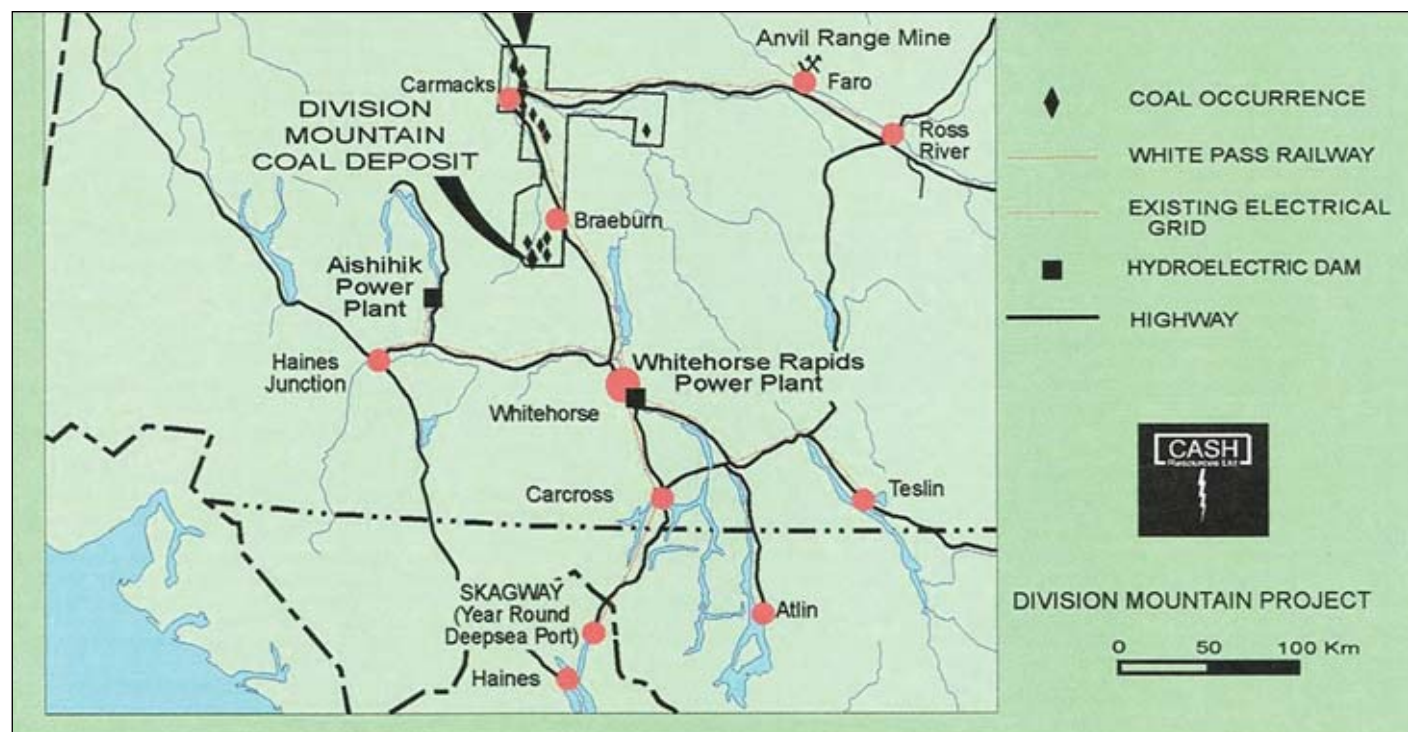 Anvil Range Mine
Carmacks
Faro
DIVISION
MOUNTAIN
COAL DEPOSIT
Ross
River
Braeburn
Aishihik
Power
Plant
Haines
Junction
Whitehorse Rapids
Power Plant
Whitehorse
Carcross
Teslin
SKAGWAY
(Year Round
Deepsea Port)
Atlin
Haines
COAL OCCURRENCE
WHITE PASS RAILWAY
EXISTING ELECTRICAL
GRID
HYDROELECTRIC DAM
HIGHWAY
CASH
Resources Ltd
DIVISION MOUNTAIN PROJECT
0 50 100 Km